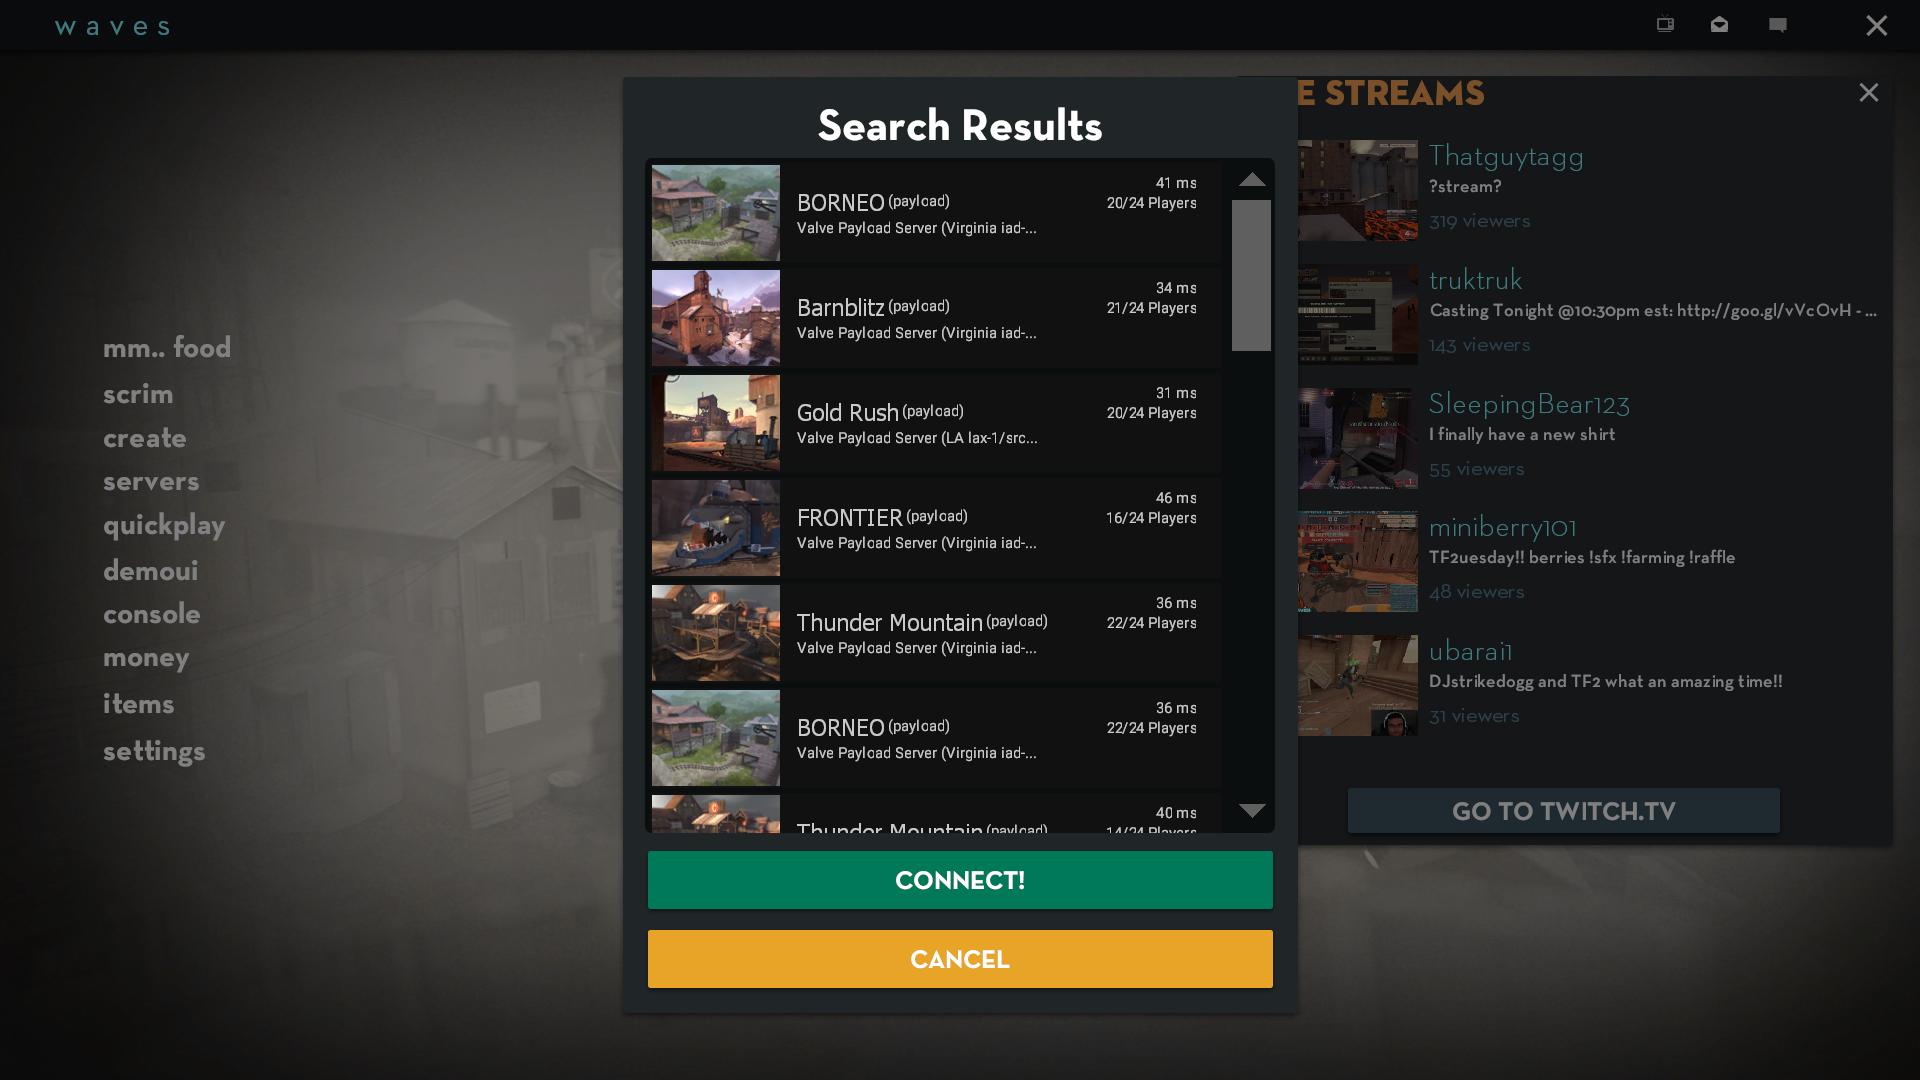 waves
mm.. food
scrim
create
servers
quickplay
demoui
console
money
items
settings
Search Results
BORNEO (payload)
Valve Payload Server (Virginia iad-...
41 ms
20/24 Players
Barnblitz (payload)
Valve Payload Server (Virginia iad-...
34 ms
21/24 Players
Gold Rush (payload)
Valve Payload Server (LA lax-1/src...
31 ms
20/24 Players
FRONTIER (payload)
Valve Payload Server (Virginia iad-...
46 ms
16/24 Players
Thunder Mountain (payload)
Valve Payload Server (Virginia iad-...
36 ms
22/24 Players
BORNEO (payload)
Valve Payload Server (Virginia iad-...
36 ms
22/24 Players
Thunder Mountain (payload)
40 ms
14/24 Players
CONNECT!
CANCEL
E STREAMS
Thatguytagg
?stream?
319 viewers
truktruk
Casting Tonight @10:30pm est: http://goo.gl/vVcOvH - ...
143 viewers
SleepingBear123
I finally have a new shirt
55 viewers
miniberry101
TF2uesday!! berries !sfx !farming !raffle
48 viewers
ubarai1
DJstrikedogg and TF2 what an amazing time!!
31 viewers
GO TO TWITCH.TV